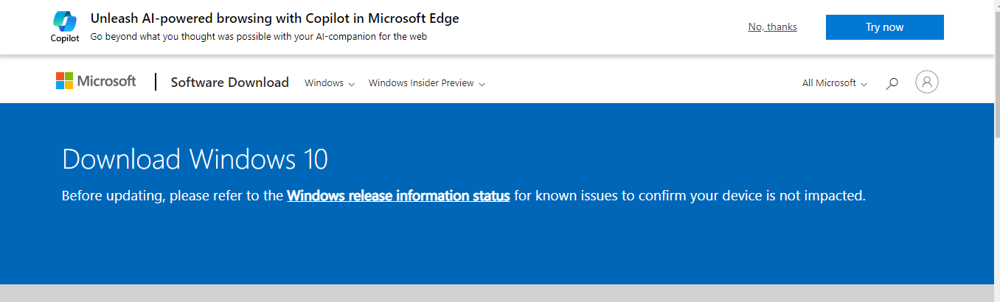 Unleash AI-powered browsing with Copilot in Microsoft Edge
Go beyond what you thought was possible with your AI-companion for the web
Copilot
No, thanks
Try now
Microsoft
Software Download
Windows
Windows Insider Preview
All Microsoft
Download Windows 10
Before updating, please refer to the Windows release information status for known issues to confirm your device is not impacted.